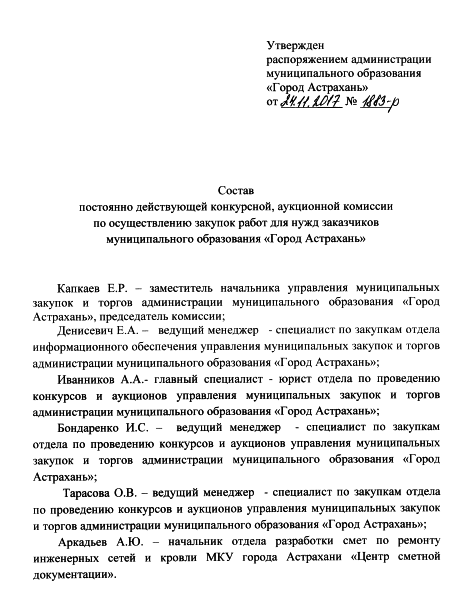 Утвержден
распоряжением администрации
муниципального образования
«Город Астрахань»
от 24.11.2017 № 1883-р
Состав
постоянно действующей конкурсной, аукционной комиссии
по осуществлению закупок работ для нужд заказчиков
муниципального образования «Город Астрахань»
Капкаев Е.Р. – заместитель начальника управления муниципальных
закупок и торгов администрации муниципального образования «Город
Астрахань», председатель комиссии;
Денисевич Е.А. – ведущий менеджер - специалист по закупкам отдела
информационного обеспечения управления муниципальных закупок и торгов
администрации муниципального образования «Город Астрахань»;
Иванников А.А.- главный специалист - юрист отдела по проведению
конкурсов и аукционов управления муниципальных закупок и торгов
администрации муниципального образования «Город Астрахань»;
Бондаренко И.С. – ведущий менеджер - специалист по закупкам
отдела по проведению конкурсов и аукционов управления муниципальных
закупок и торгов администрации муниципального образования «Город
Астрахань»;
Тарасова О.В. – ведущий менеджер - специалист по закупкам отдела
по проведению конкурсов и аукционов управления муниципальных закупок
и торгов администрации муниципального образования «Город Астрахань»;
Аркадьев А.Ю. – начальник отдела разработки смет по ремонту
инженерных сетей и кровли МКУ города Астрахани «Центр сметной
документации».